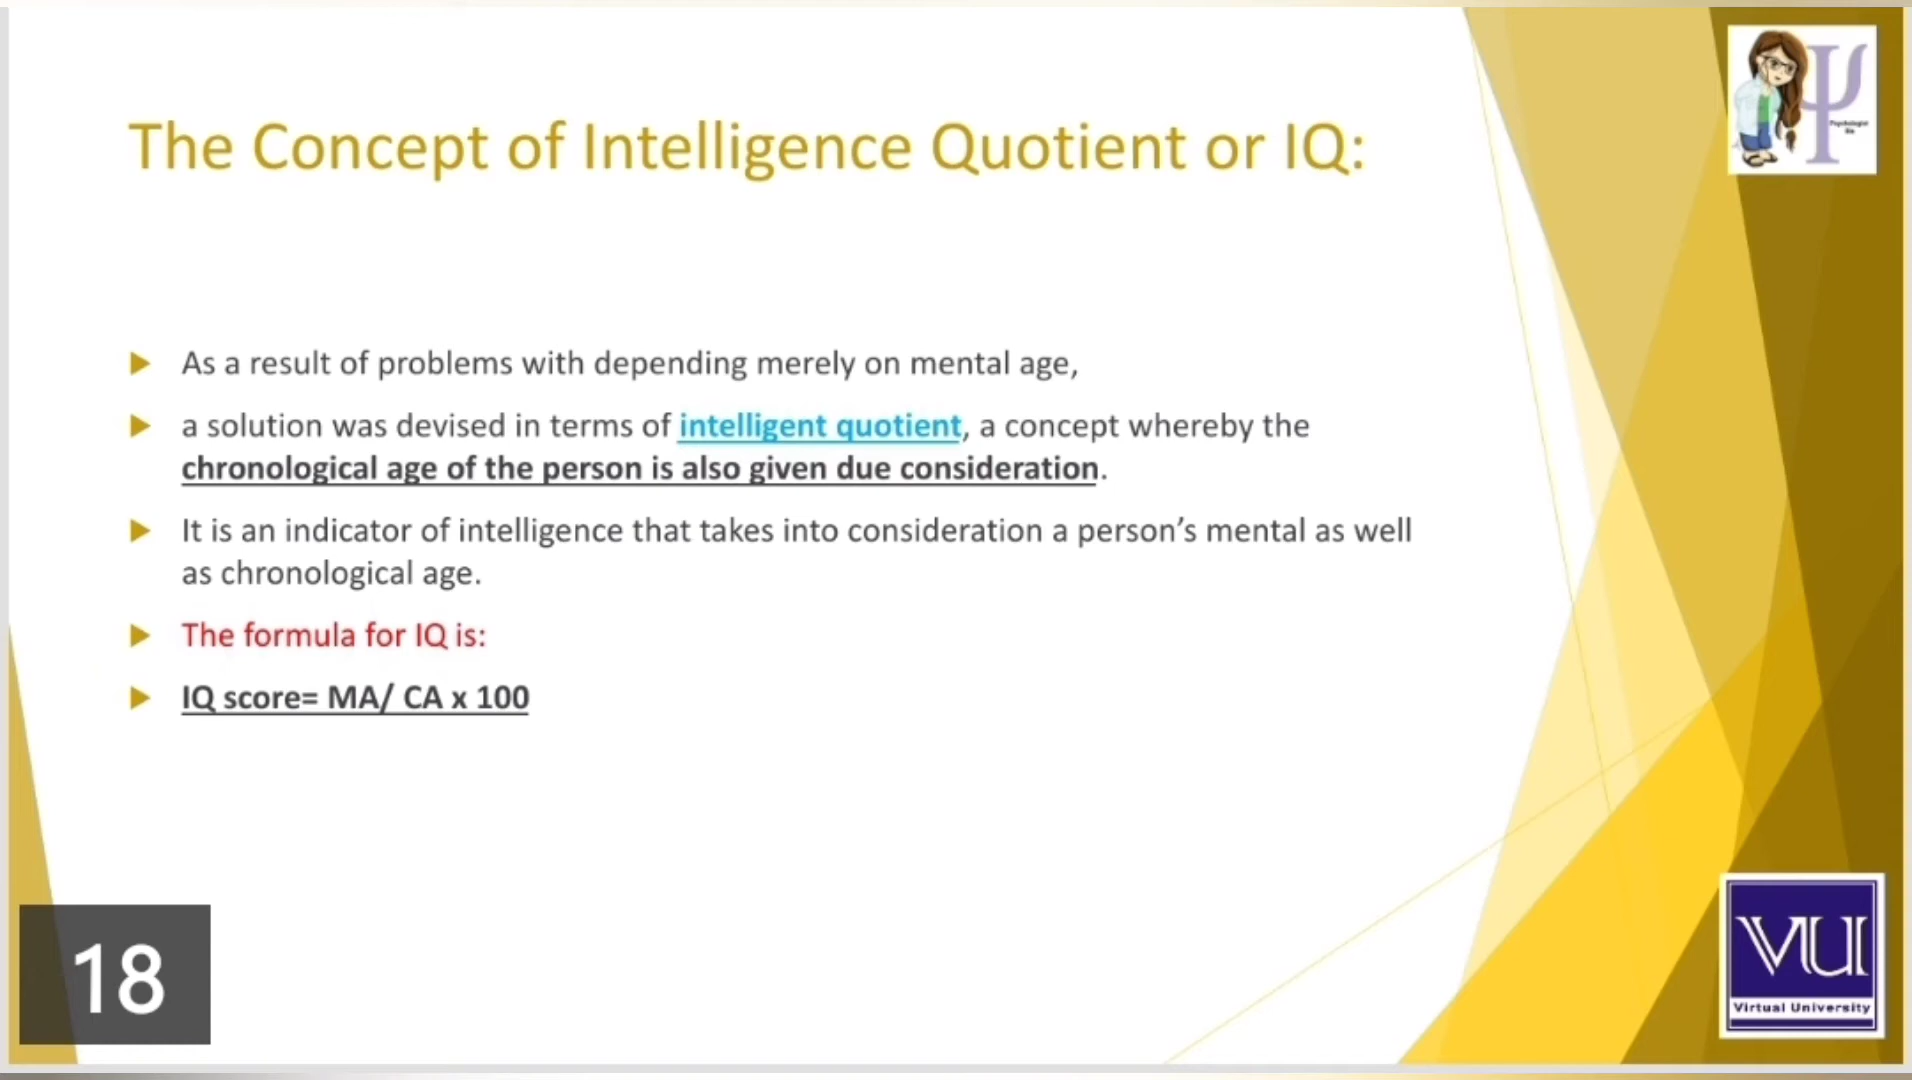 The Concept of Intelligence Quotient or IQ:
As a result of problems with depending merely on mental age,
a solution was devised in terms of intelligent quotient, a concept whereby the
chronological age of the person is also given due consideration.
It is an indicator of intelligence that takes into consideration a person’s mental as well
as chronological age.
The formula for IQ is:
IQ score= MA/ CA x 100
18
Ψ
Psychologist
VU
Virtual University